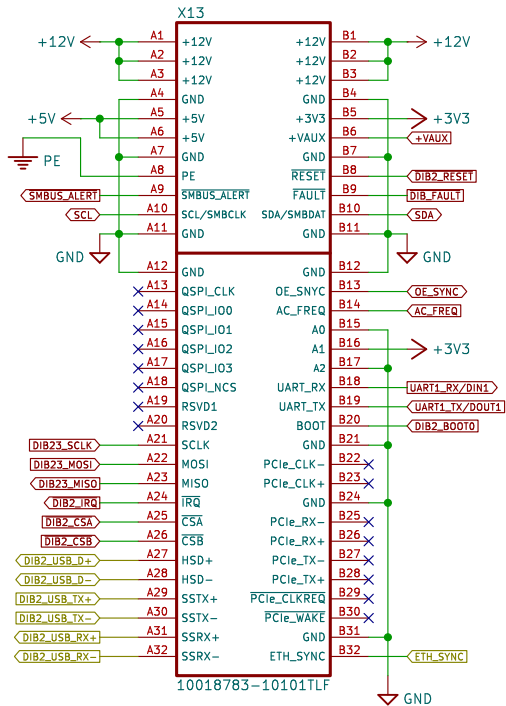 X13
+12V A1 +12V +12V B1 +12V
A2 +12V +12V B2
A3 +12V +12V B3
A4 GND GND B4
+5V A5 +5V +3V3 B5 +3V3
A6 +5V +VAUX B6 +VAUX
A7 GND GND B7
PE A8 PE RESET B8 DIB2_RESET
SMBUS_ALERT A9 SMBUS_ALERT FAULT B9 DIB_FAULT
SCL A10 SCL/SMBCLK SDA/SMBDAT B10 SDA
A11 GND GND B11
GND GND
A12 GND GND B12
A13 QSPI_CLK OE_SNYC B13 OE_SYNC
A14 QSPI_IO0 AC_FREQ B14 AC_FREQ
A15 QSPI_IO1 A0 B15
A16 QSPI_IO2 A1 B16 +3V3
A17 QSPI_IO3 A2 B17
A18 QSPI_NCS UART_RX B18 UART1_RX/DIN1
A19 RSVD1 UART_TX B19 UART1_TX/DOUT1
A20 RSVD2 BOOT B20 DIB2_BOOT0
DIB23_SCLK A21 SCLK GND B21
DIB23_MOSI A22 MOSI PCIe_CLK- B22
DIB23_MISO A23 MISO PCIe_CLK+ B23
DIB2_IRQ A24 IRQ GND B24
DIB2_CSA A25 CSA PCIe_RX- B25
DIB2_CSB A26 CSB PCIe_RX+ B26
DIB2_USB_D+ A27 HSD+ PCIe_TX- B27
DIB2_USB_D- A28 HSD- PCIe_TX+ B28
DIB2_USB_TX+ A29 SSTX+ PCIe_CLKREQ B29
DIB2_USB_TX- A30 SSTX- PCIe_WAKE B30
DIB2_USB_RX+ A31 SSRX+ GND B31
DIB2_USB_RX- A32 SSRX- ETH_SYNC B32 ETH_SYNC
10018783-10101TLF
GND